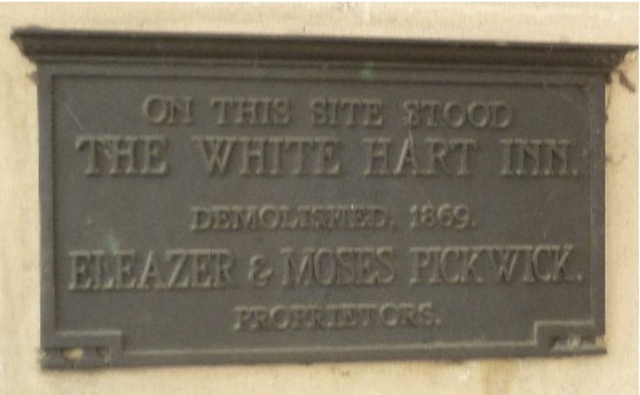 ON THIS SITE STOOD
THE WHITE HART INN.
DEMOLISHED. 1869.
ELEAZER & MOSES PICKWICK.
PROPRIETORS.